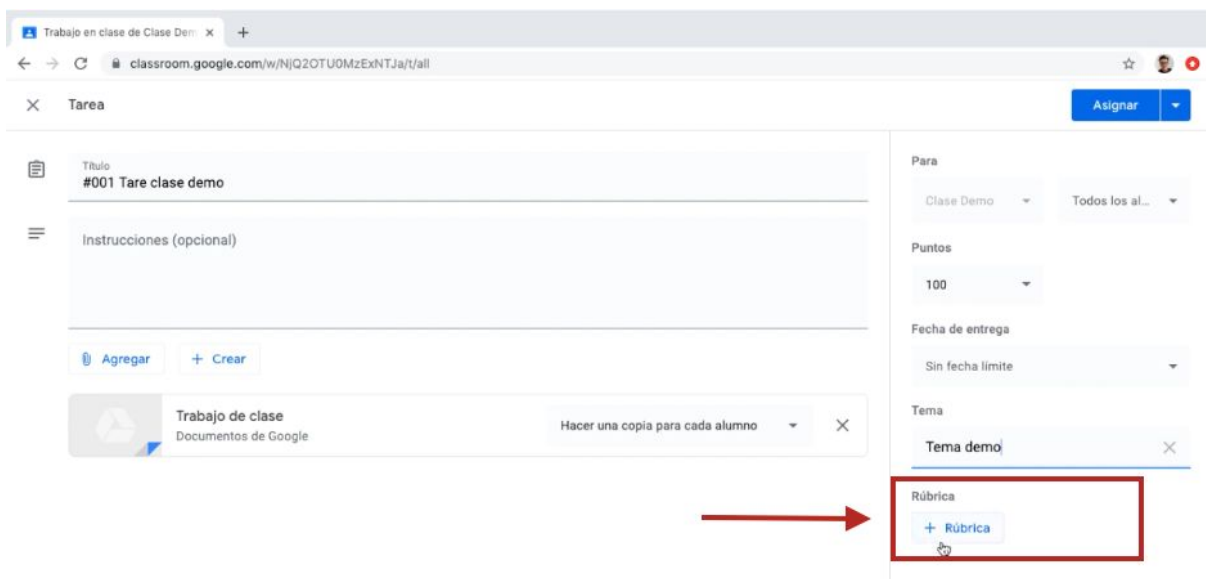 Trabajo en clase de Clase Dem
classroom.google.com/w/NjQ2OTU0MzExNTJa/t/all
Tarea
Asignar
Título
#001 Tare clase demo
Instrucciones (opcional)
Agregar
+ Crear
Trabajo de clase
Documentos de Google
Hacer una copia para cada alumno
Para
Clase Demo
Todos los al...
Puntos
100
Fecha de entrega
Sin fecha límite
Tema
Tema demo
Rúbrica
+ Rúbrica